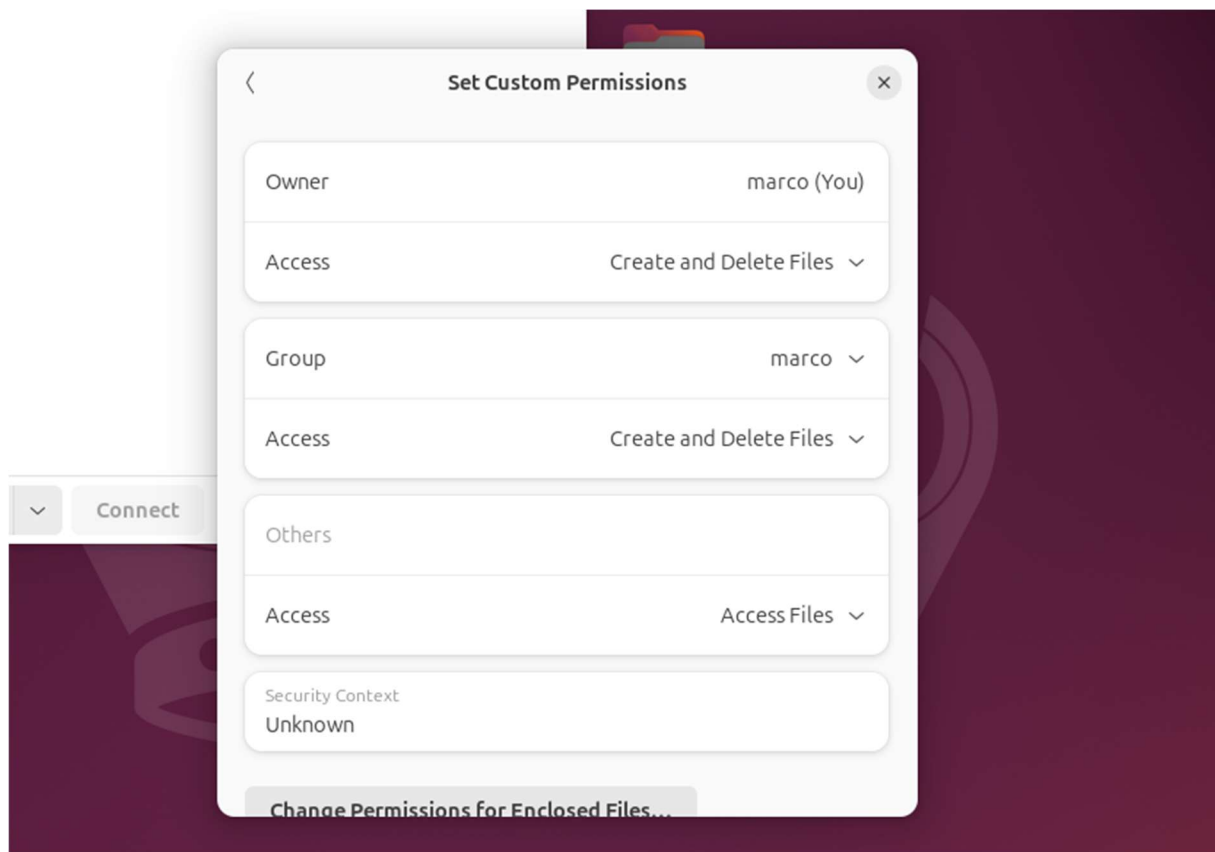 Set Custom Permissions
Owner marco (You)
Access Create and Delete Files
Group marco
Access Create and Delete Files
Connect
Others
Access Access Files
Security Context
Unknown
Change Permissions for Enclosed Files...